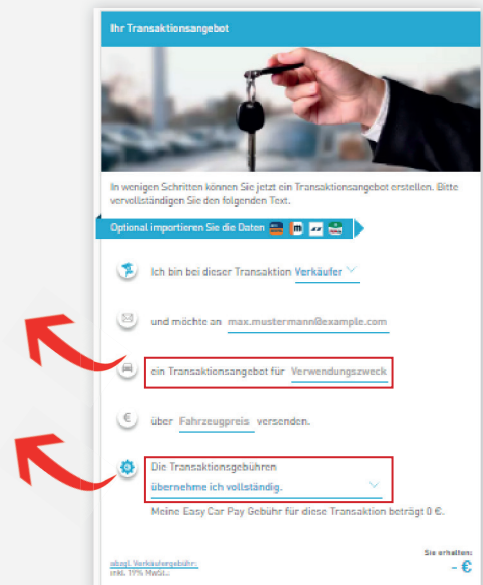 Ihr Transaktionsangebot
In wenigen Schritten können Sie jetzt ein Transaktionsangebot erstellen. Bitte
vervollständigen Sie den folgenden Text.
Optional importieren Sie die Daten
Ich bin bei dieser Transaktion Verkäufer
und möchte an max.mustermann@example.com
ein Transaktionsangebot für Verwendungszweck
€ über Fahrzeugpreis versenden.
Die Transaktionsgebühren
übernehme ich vollständig.
Meine Easy Car Pay Gebühr für diese Transaktion beträgt 0 €.
Sie erhalten:
abzgl. Verkäufergebühr:
- €
inkl. 19% MwSt.: